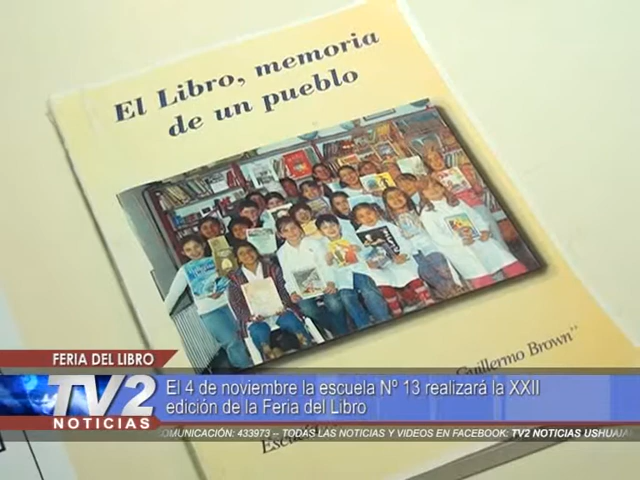 El Libro, memoria
de un pueblo
Guillermo Brown”
FERIA DEL LIBRO
TV2
NOTICIAS
El 4 de noviembre la escuela Nº 13 realizará la XXII
edición de la Feria del Libro
COMUNICACIÓN: 433973 -- TODAS LAS NOTICIAS Y VIDEOS EN FACEBOOK: TV2 NOTICIAS USHUAIA